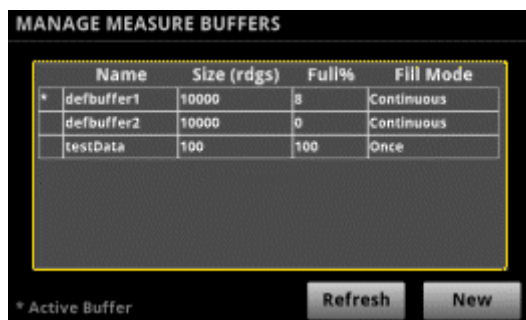 MANAGE MEASURE BUFFERS
Name Size (rdgs) Full% Fill Mode
* defbuffer1 10000 8 Continuous
defbuffer2 10000 0 Continuous
testData 100 100 Once
* Active Buffer Refresh New